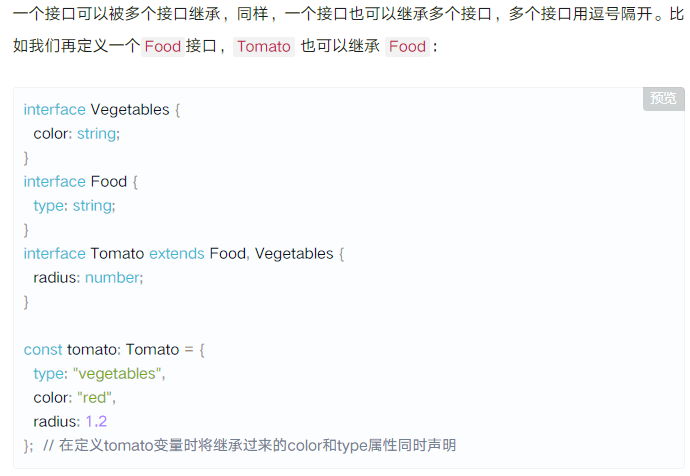 一个接口可以被多个接口继承，同样，一个接口也可以继承多个接口，多个接口用逗号隔开。比
如我们再定义一个 Food 接口，Tomato 也可以继承 Food：
预览
interface Vegetables {
  color: string;
}
interface Food {
  type: string;
}
interface Tomato extends Food, Vegetables {
  radius: number;
}

const tomato: Tomato = {
  type: "vegetables",
  color: "red",
  radius: 1.2
};  // 在定义tomato变量时将继承过来的color和type属性同时声明